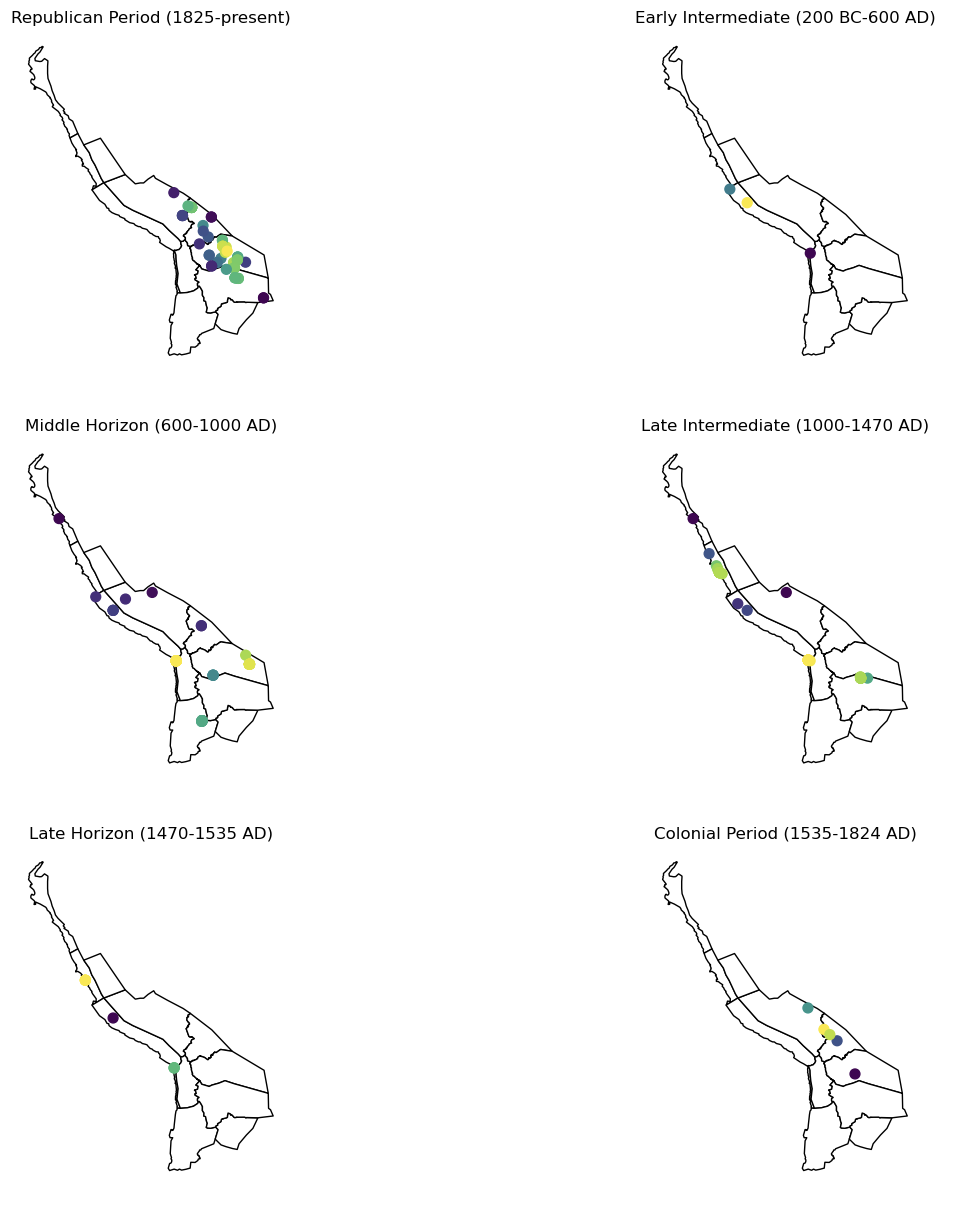 Republican Period (1825-present)
Early Intermediate (200 BC-600 AD)
Middle Horizon (600-1000 AD)
Late Intermediate (1000-1470 AD)
Late Horizon (1470-1535 AD)
Colonial Period (1535-1824 AD)